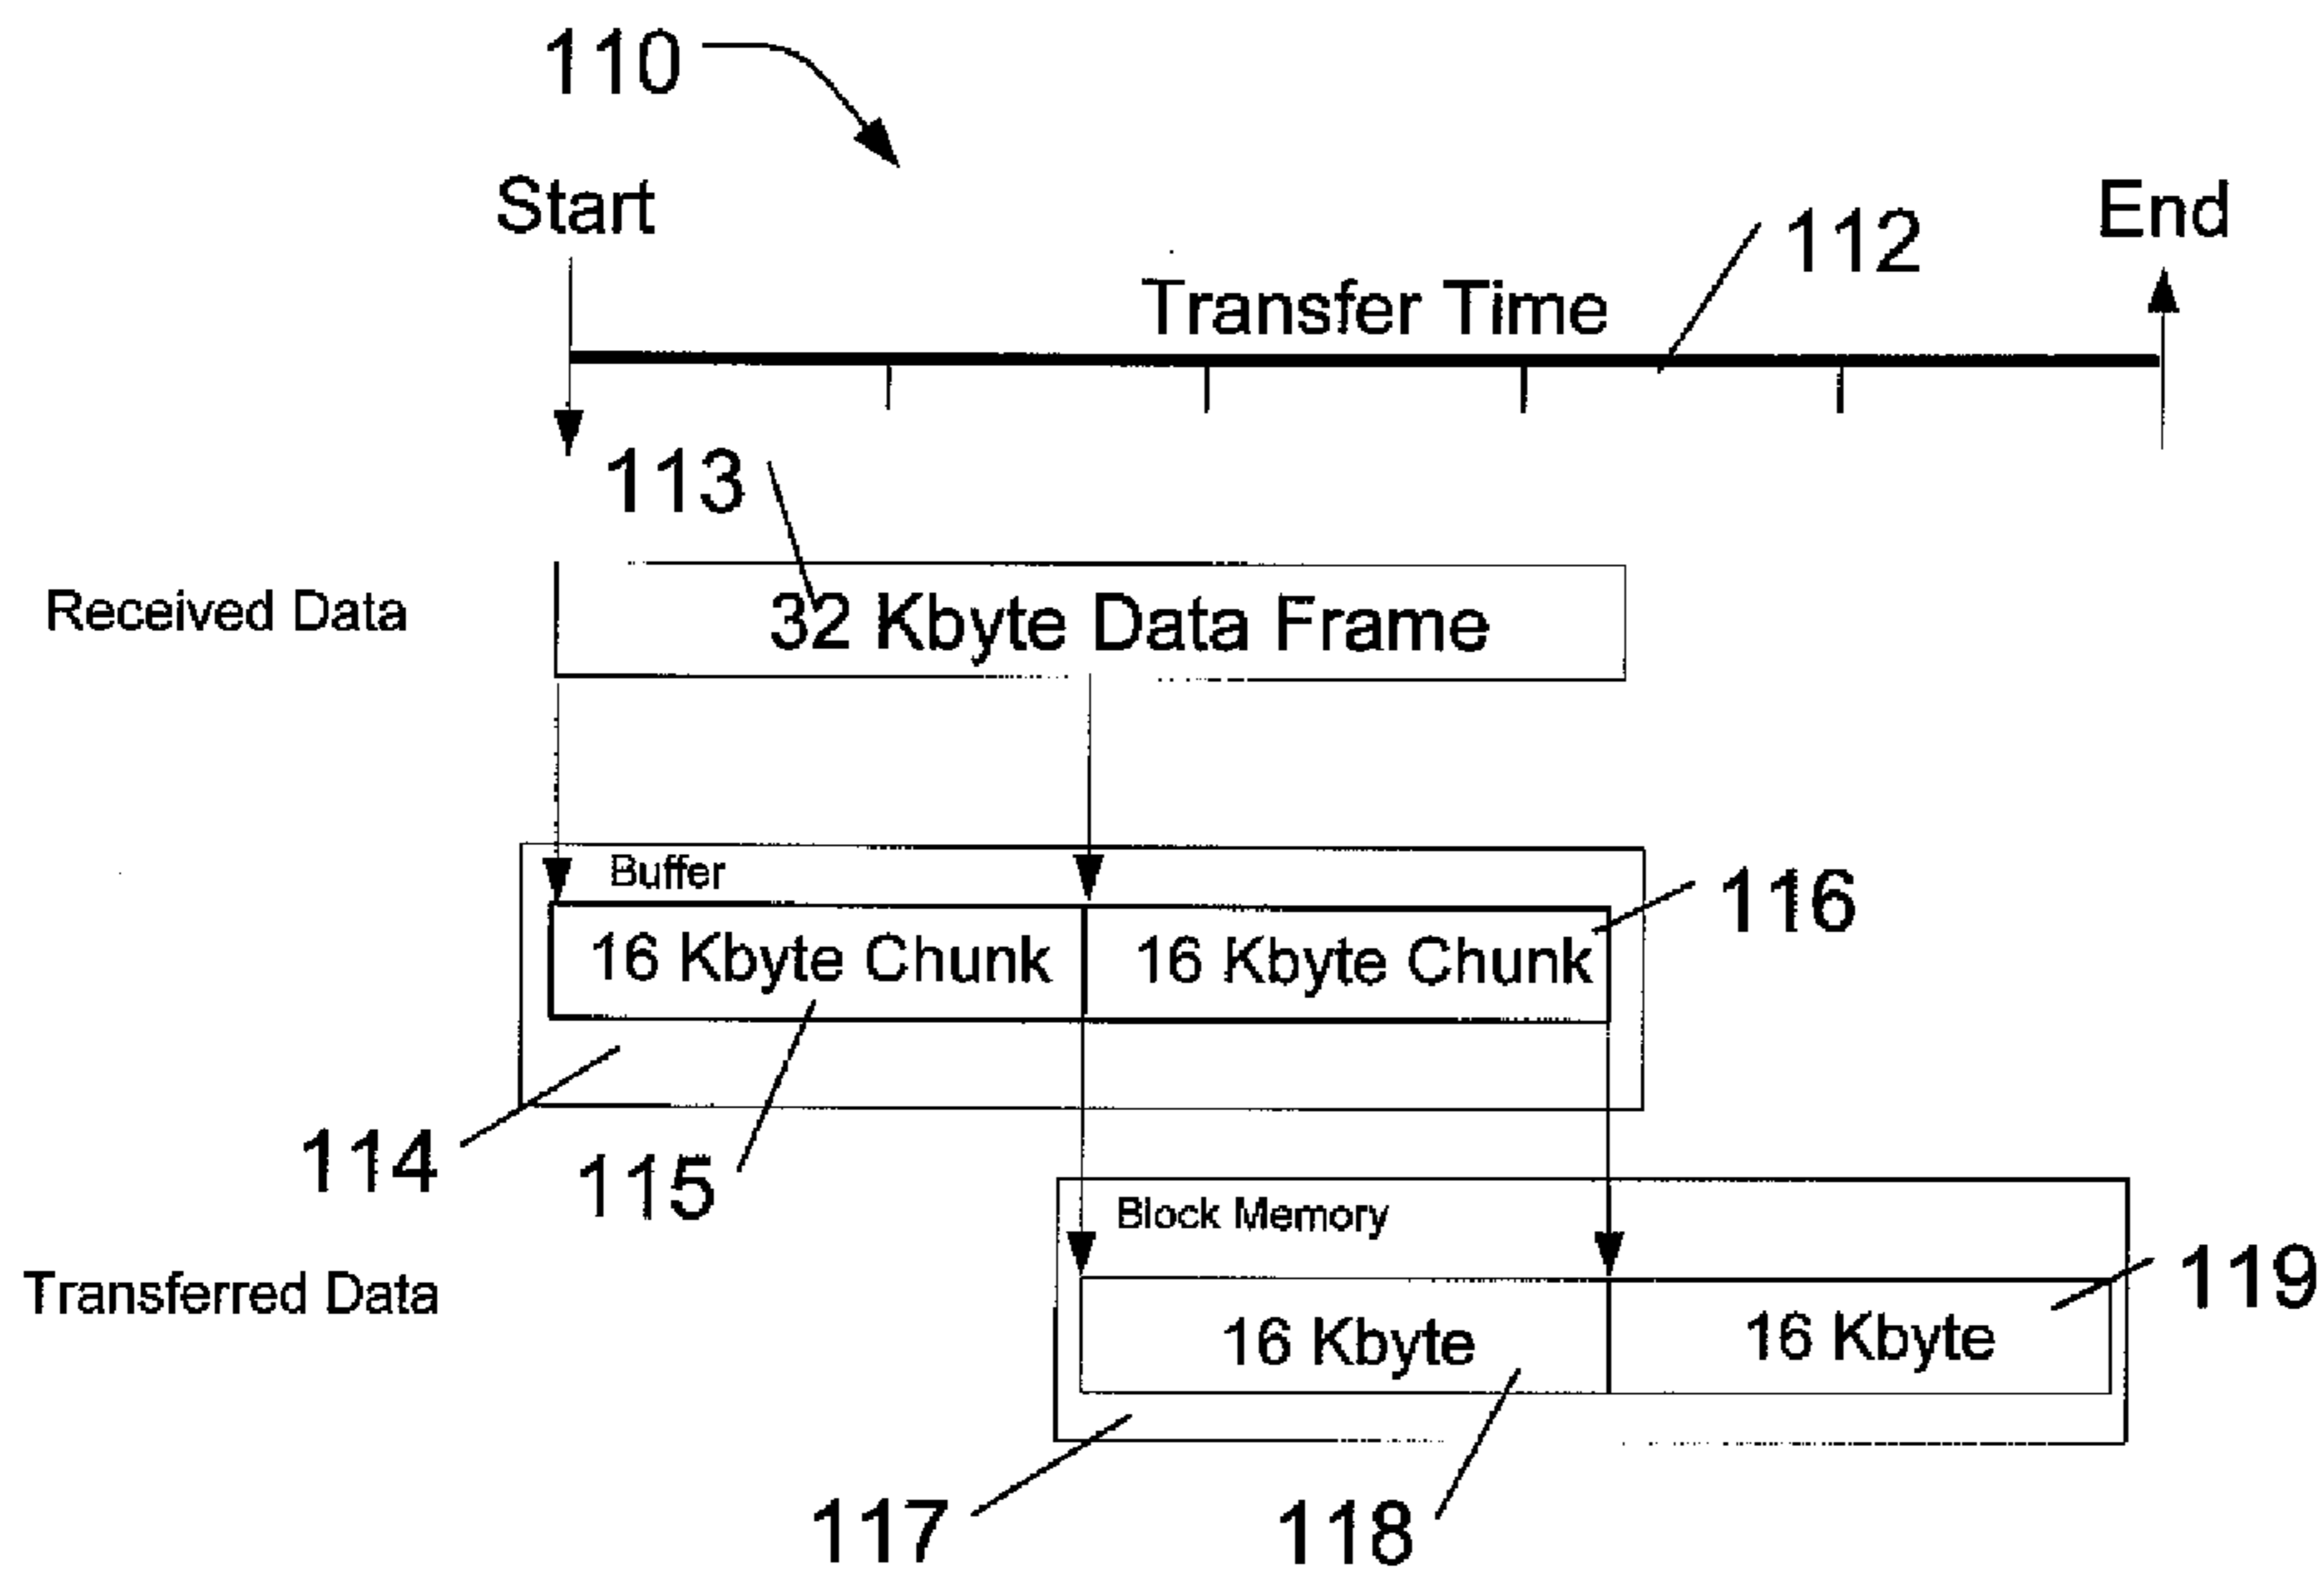 110
Start
End
112
Transfer Time
113
Received Data
32 Kbyte Data Frame
Buffer
116
16 Kbyte Chunk
16 Kbyte Chunk
114
115
Block Memory
119
Transferred Data
16 Kbyte
16 Kbyte
117
118